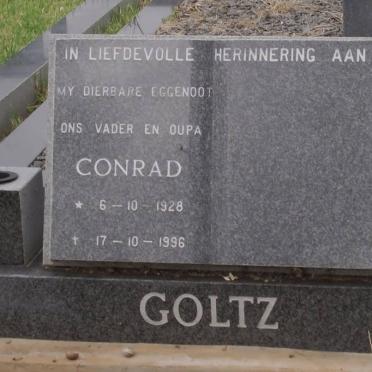 IN LIEFDEVOLLE HERINNERING AAN
MY DIERBARE EGGENOOT
ONS VADER EN OUPA
CONRAD
* 6-10-1928
† 17-10-1996
GOLTZ